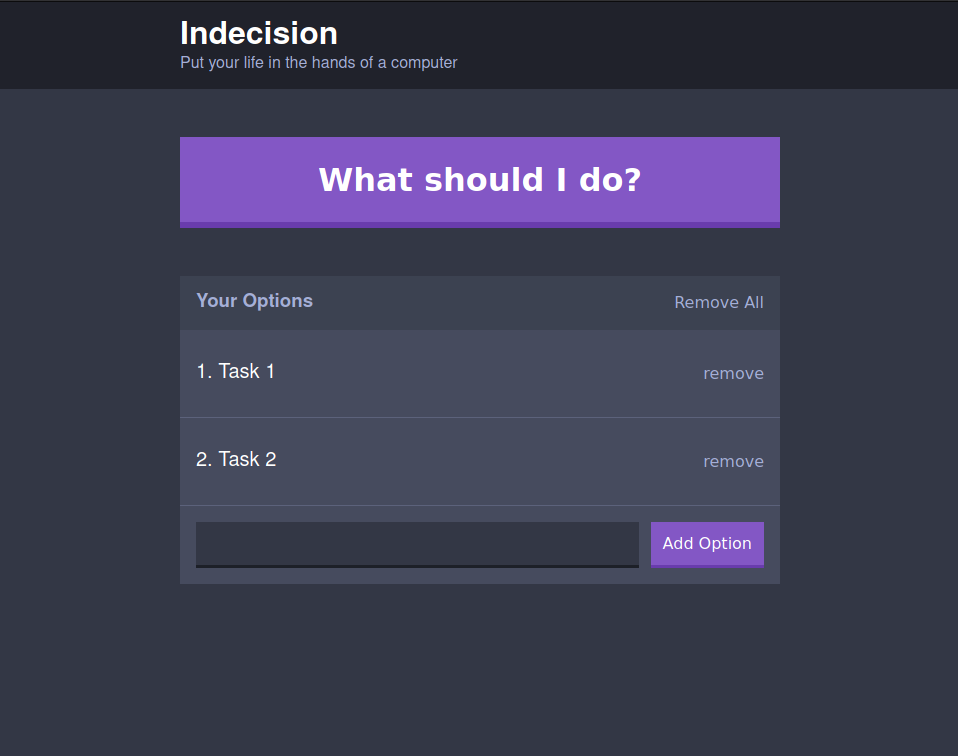 Indecision
Put your life in the hands of a computer
What should I do?
Your Options Remove All
1. Task 1 remove
2. Task 2 remove
Add Option